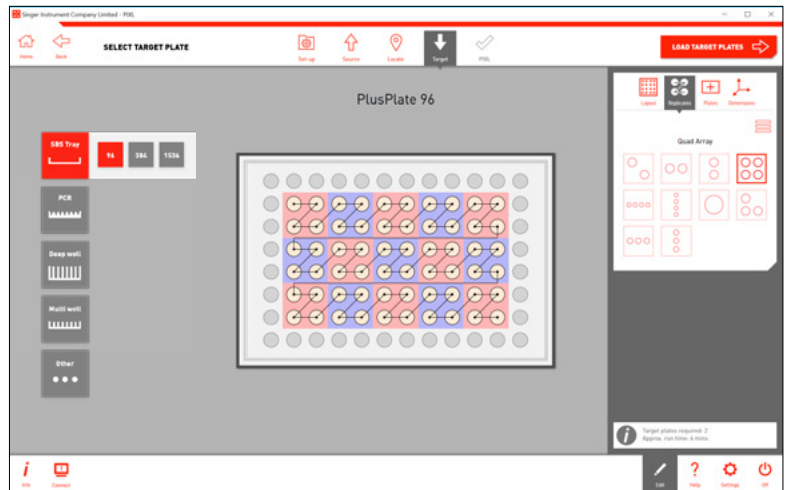 Singer Instrument Company Limited - PIXL
Home
Back
SELECT TARGET PLATE
Set-up
Source
Locate
Target
PIXL
LOAD TARGET PLATES
PlusPlate 96
SBS Tray
96
384
1536
PCR
Deep well
Multi well
Other
Layout
Replicates
Plates
Dimensions
Quad Array
Target plates required: 2
Approx. run time: 6 mins
Info
Connect
Edit
Help
Settings
Off